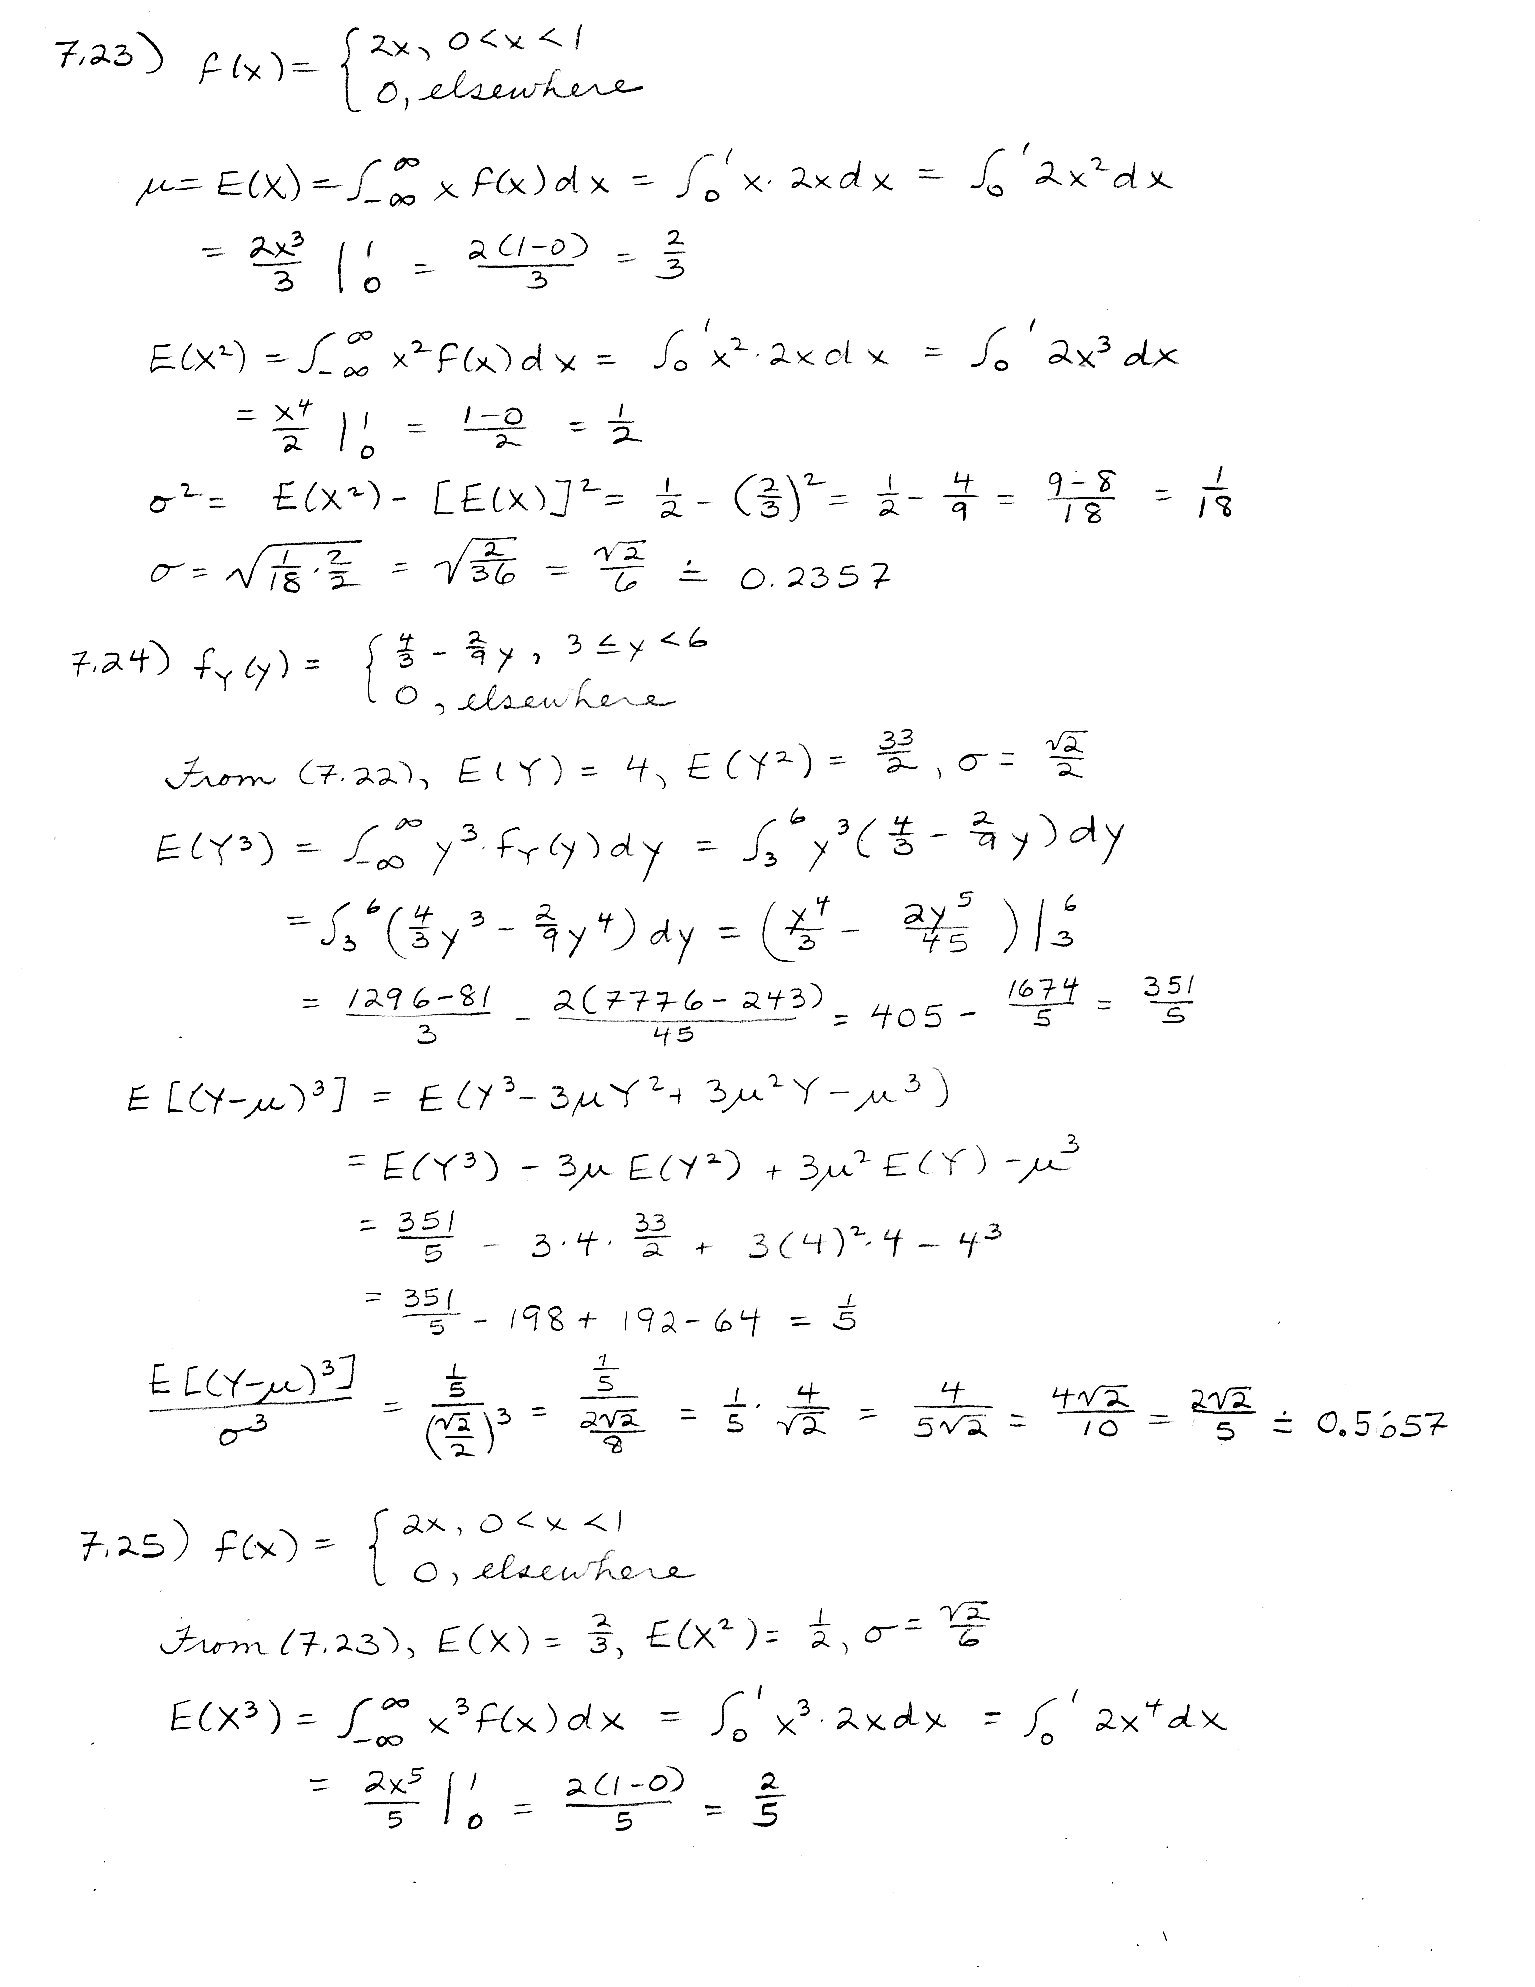 7.23) f(x) = { 2x, 0<x<1
0, elsewhere
μ = E(X) = ∫_{-∞}^{∞} x f(x) dx = ∫_0^1 x · 2x dx = ∫_0^1 2x² dx
= 2x³/3 |_0^1 = 2(1-0)/3 = 2/3
E(X²) = ∫_{-∞}^{∞} x² f(x) dx = ∫_0^1 x² · 2x dx = ∫_0^1 2x³ dx
= x⁴/2 |_0^1 = (1-0)/2 = 1/2
σ² = E(X²) - [E(X)]² = 1/2 - (2/3)² = 1/2 - 4/9 = (9-8)/18 = 1/18
σ = √(1/18 · 2/2) = √(2/36) = √2/6 ≐ 0.2357
7.24) f_Y(y) = { 4/3 - 2/9 y, 3 ≤ y < 6
0, elsewhere
From (7.22), E(Y) = 4, E(Y²) = 33/2, σ = √2/2
E(Y³) = ∫_{-∞}^{∞} y³ · f_Y(y) dy = ∫_3^6 y³ (4/3 - 2/9 y) dy
= ∫_3^6 (4/3 y³ - 2/9 y⁴) dy = (x⁴/3 - 2y⁵/45) |_3^6
= (1296-81)/3 - 2(7776-243)/45 = 405 - 1674/5 = 351/5
E[(Y-μ)³] = E(Y³ - 3μY² + 3μ²Y - μ³)
= E(Y³) - 3μ E(Y²) + 3μ² E(Y) - μ³
= 351/5 - 3·4·33/2 + 3(4)²·4 - 4³
= 351/5 - 198 + 192 - 64 = 1/5
E[(Y-μ)³]/σ³ = (1/5)/(√2/2)³ = (1/5)/(2√2/8) = 1/5 · 4/√2 = 4/(5√2) = 4√2/10 = 2√2/5 ≐ 0.5657
7.25) f(x) = { 2x, 0<x<1
0, elsewhere
From (7.23), E(X) = 2/3, E(X²) = 1/2, σ = √2/6
E(X³) = ∫_{-∞}^{∞} x³ f(x) dx = ∫_0^1 x³ · 2x dx = ∫_0^1 2x⁴ dx
= 2x⁵/5 |_0^1 = 2(1-0)/5 = 2/5